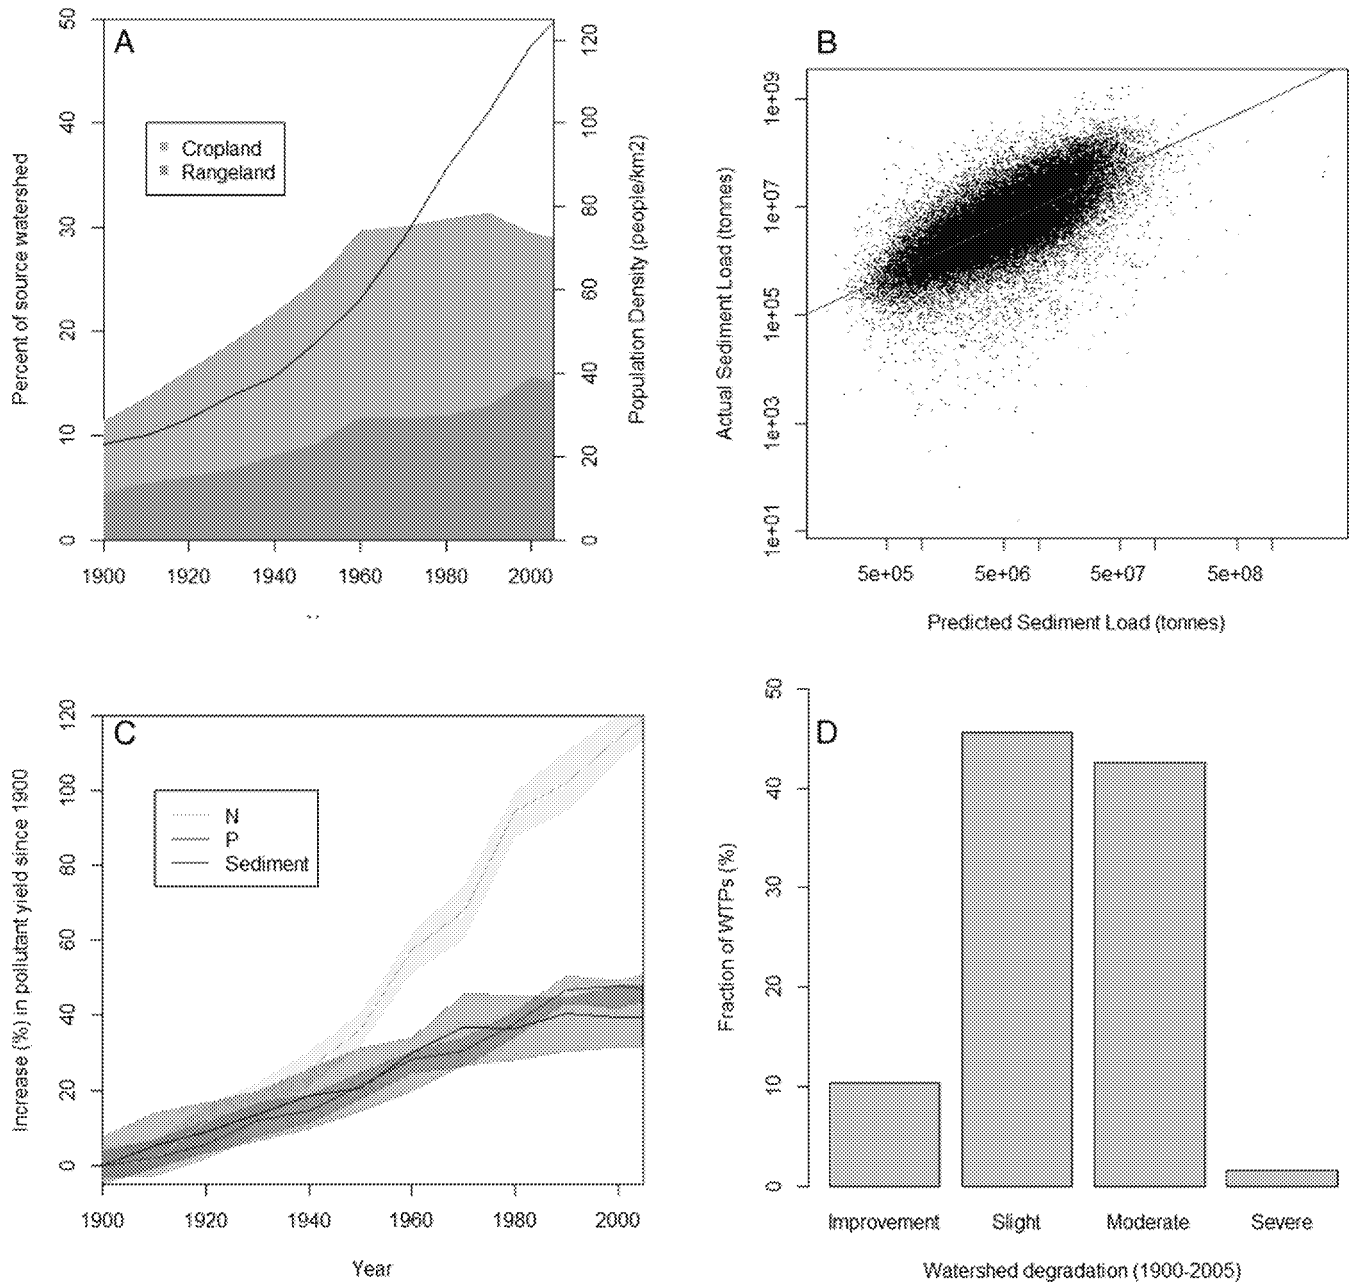 A
50
40
30
20
10
0
Percent of source watershed
Cropland
Rangeland
120
100
80
60
40
20
0
Population Density (people/km2)
1900 1920 1940 1960 1980 2000
B
1e+09
1e+07
1e+05
1e+03
1e+01
Actual Sediment Load (tonnes)
5e+05 5e+06 5e+07 5e+08
Predicted Sediment Load (tonnes)
C
120
100
80
60
40
20
0
Increase (%) in pollutant yield since 1900
N
P
Sediment
1900 1920 1940 1960 1980 2000
Year
D
50
40
30
20
10
0
Fraction of WTPs (%)
Improvement Slight Moderate Severe
Watershed degradation (1900-2005)